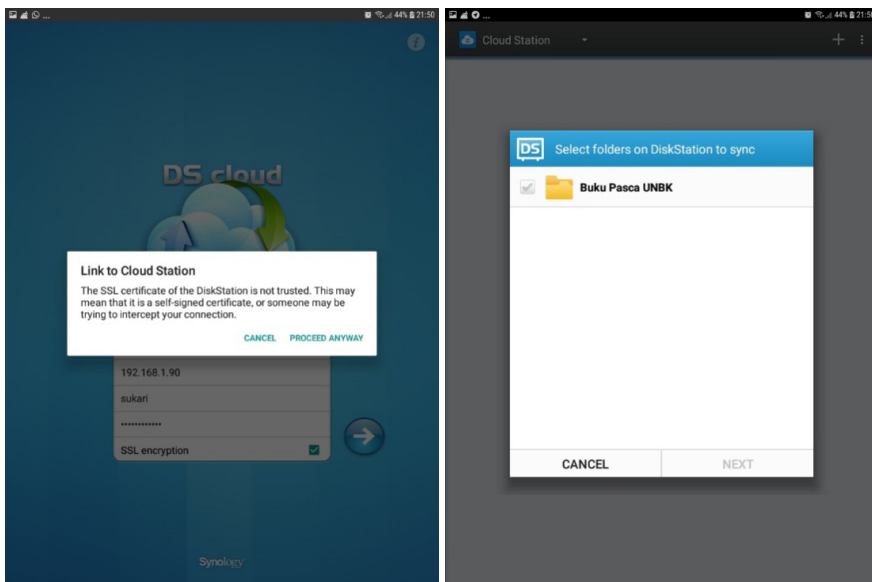 ... 44% 21:50
DS cloud
Link to Cloud Station
The SSL certificate of the DiskStation is not trusted. This may
mean that it is a self-signed certificate, or someone may be
trying to intercept your connection.
CANCEL PROCEED ANYWAY
192.168.1.90
sukari
••••••••••••
SSL encryption
Synology
... 44% 21:50
Cloud Station
DS Select folders on DiskStation to sync
Buku Pasca UNBK
CANCEL NEXT